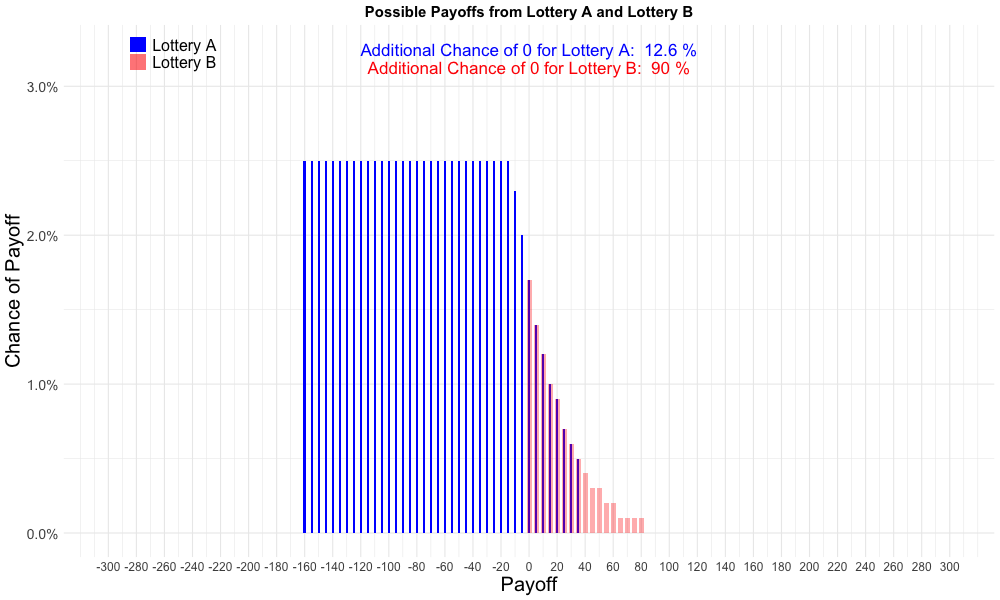 Possible Payoffs from Lottery A and Lottery B
Lottery A
Lottery B
Additional Chance of 0 for Lottery A:  12.6 %
Additional Chance of 0 for Lottery B:  90 %
Chance of Payoff
3.0%
2.0%
1.0%
0.0%
-300 -280 -260 -240 -220 -200 -180 -160 -140 -120 -100 -80 -60 -40 -20 0 20 40 60 80 100 120 140 160 180 200 220 240 260 280 300
Payoff